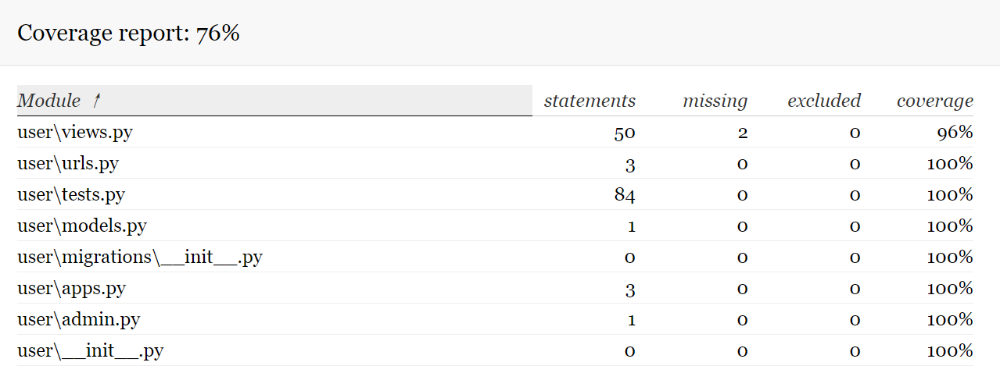 Coverage report: 76%
Module ↑ statements missing excluded coverage
user\views.py 50 2 0 96%
user\urls.py 3 0 0 100%
user\tests.py 84 0 0 100%
user\models.py 1 0 0 100%
user\migrations\__init__.py 0 0 0 100%
user\apps.py 3 0 0 100%
user\admin.py 1 0 0 100%
user\__init__.py 0 0 0 100%